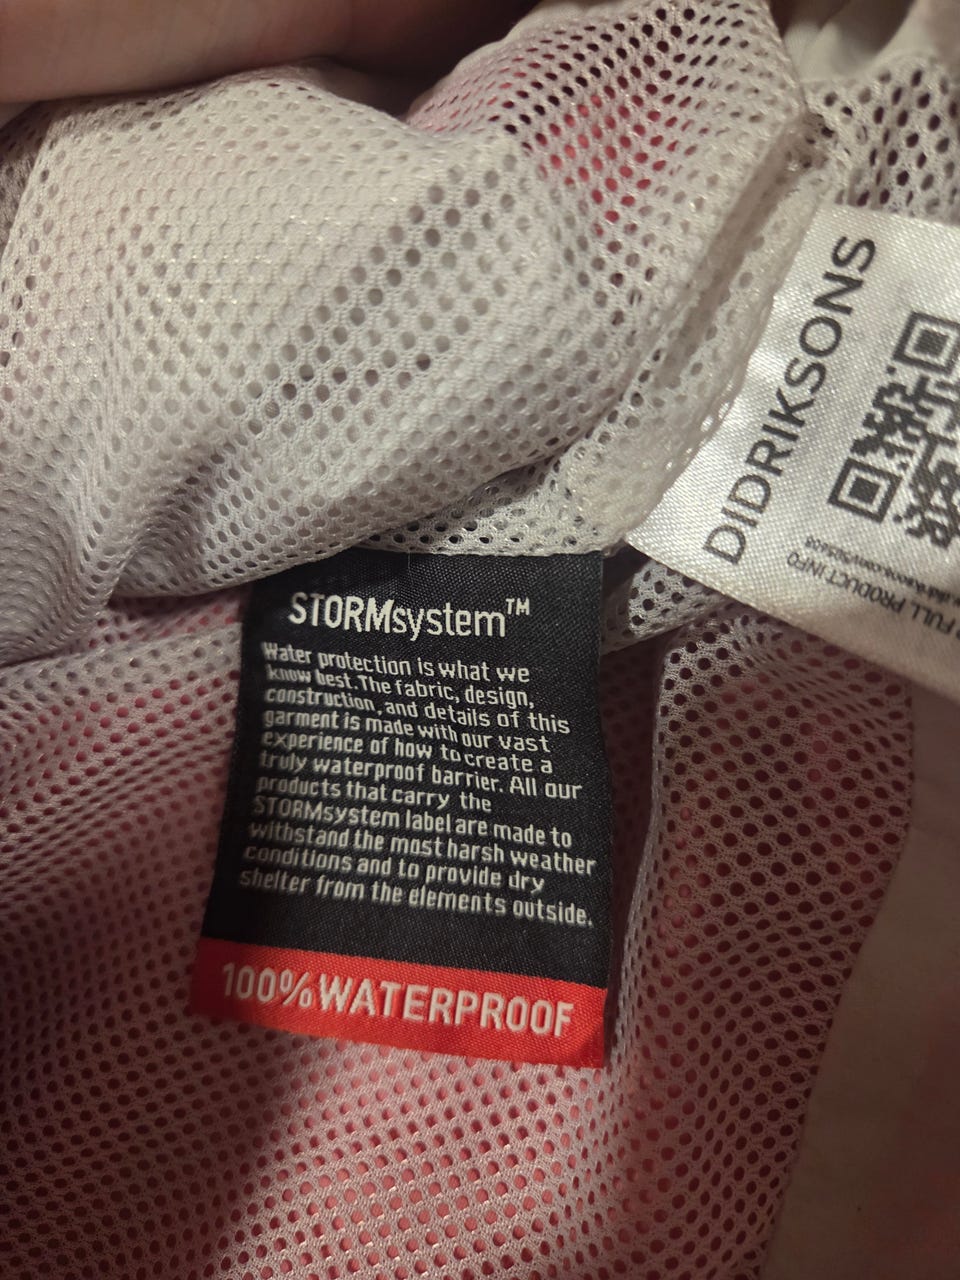 STORMsystem™
Water protection is what we
know best. The fabric, design,
construction, and details of this
garment is made with our vast
experience of how to create a
truly waterproof barrier. All our
products that carry the
STORMsystem label are made to
withstand the most harsh weather
conditions and to provide dry
shelter from the elements outside.
100% WATERPROOF
DIDRIKSONS
FULL PRODUCT INFO